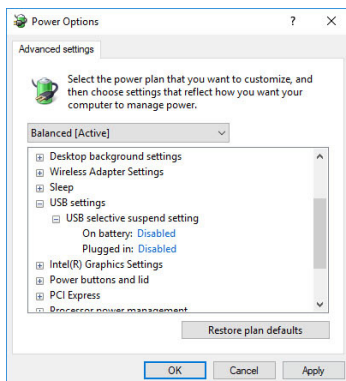 Power Options
?
Advanced settings
Select the power plan that you want to customize, and
then choose settings that reflect how you want your
computer to manage power.
Balanced [Active]
Desktop background settings
Wireless Adapter Settings
Sleep
USB settings
USB selective suspend setting
On battery: Disabled
Plugged in: Disabled
Intel(R) Graphics Settings
Power buttons and lid
PCI Express
Processor power management
Restore plan defaults
OK
Cancel
Apply